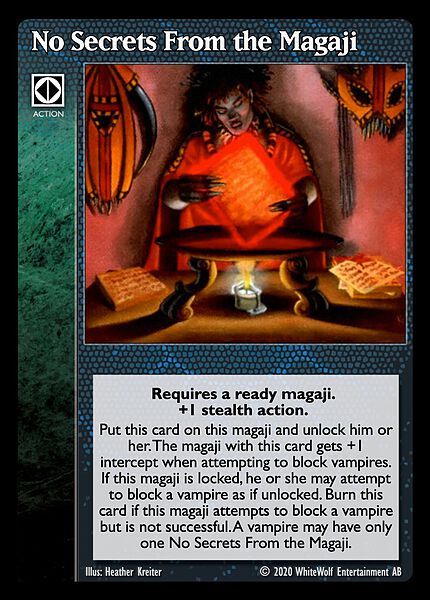 No Secrets From the Magaji
ACTION
Requires a ready magaji.
+1 stealth action.
Put this card on this magaji and unlock him or
her. The magaji with this card gets +1
intercept when attempting to block vampires.
If this magaji is locked, he or she may attempt
to block a vampire as if unlocked. Burn this
card if this magaji attempts to block a vampire
but is not successful. A vampire may have only
one No Secrets From the Magaji.
Illus: Heather Kreiter
© 2020 WhiteWolf Entertainment AB